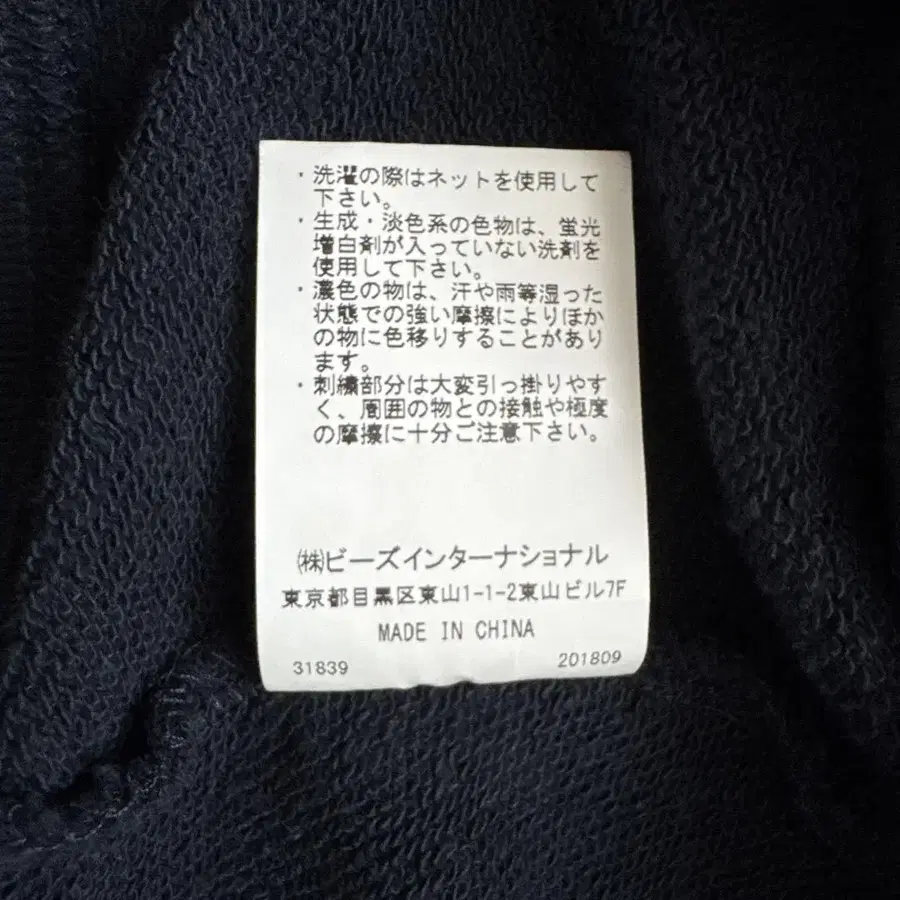 ・洗濯の際はネットを使用して
下さい。
・生成・淡色系の色物は、蛍光
増白剤が入っていない洗剤を
使用して下さい。
・濃色の物は、汗や雨等湿った
状態での強い摩擦によりほか
の物に色移りすることがあり
ます。
・刺繍部分は大変引っ掛りやす
く、周囲の物との接触や極度
の摩擦に十分ご注意下さい。
㈱ビーズインターナショナル
東京都目黒区東山1-1-2東山ビル7F
MADE IN CHINA
31839 201809